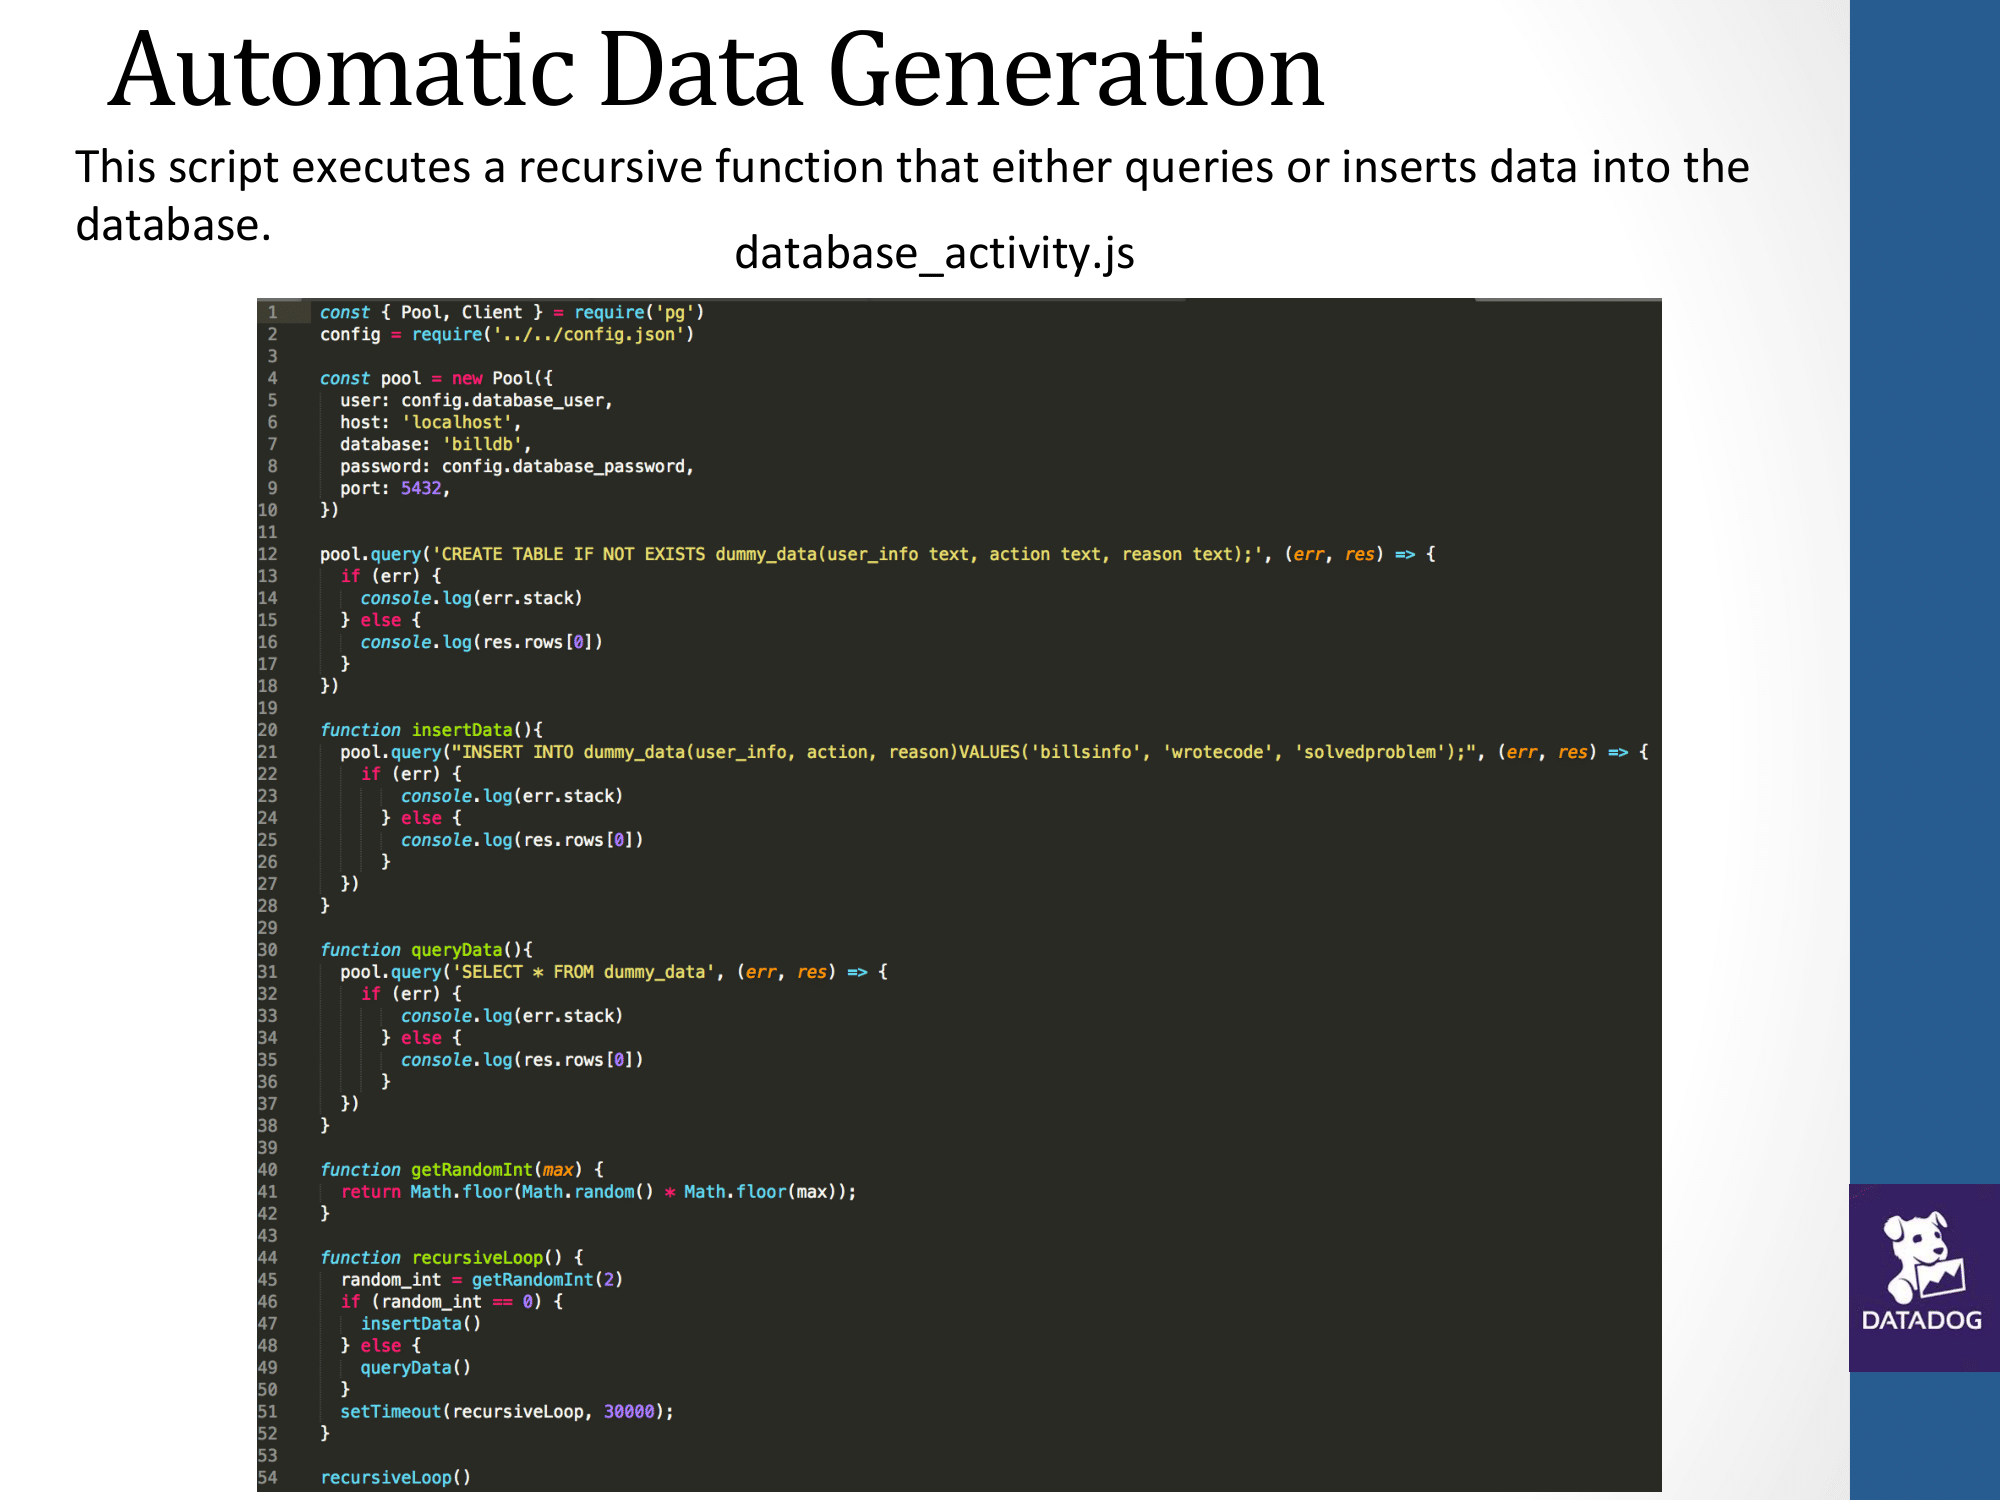 Automatic Data Generation
This script executes a recursive function that either queries or inserts data into the
database.
database_activity.js
1 const { Pool, Client } = require('pg')
2 config = require('../../config.json')
3
4 const pool = new Pool({
5 user: config.database_user,
6 host: 'localhost',
7 database: 'billdb',
8 password: config.database_password,
9 port: 5432,
10 })
11
12 pool.query('CREATE TABLE IF NOT EXISTS dummy_data(user_info text, action text, reason text);', (err, res) => {
13 if (err) {
14 console.log(err.stack)
15 } else {
16 console.log(res.rows[0])
17 }
18 })
19
20 function insertData(){
21 pool.query("INSERT INTO dummy_data(user_info, action, reason)VALUES('billsinfo', 'wrotecode', 'solvedproblem');", (err, res) => {
22 if (err) {
23 console.log(err.stack)
24 } else {
25 console.log(res.rows[0])
26 }
27 })
28 }
29
30 function queryData(){
31 pool.query('SELECT * FROM dummy_data', (err, res) => {
32 if (err) {
33 console.log(err.stack)
34 } else {
35 console.log(res.rows[0])
36 }
37 })
38 }
39
40 function getRandomInt(max) {
41 return Math.floor(Math.random() * Math.floor(max));
42 }
43
44 function recursiveLoop() {
45 random_int = getRandomInt(2)
46 if (random_int == 0) {
47 insertData()
48 } else {
49 queryData()
50 }
51 setTimeout(recursiveLoop, 30000);
52 }
53
54 recursiveLoop()
DATADOG